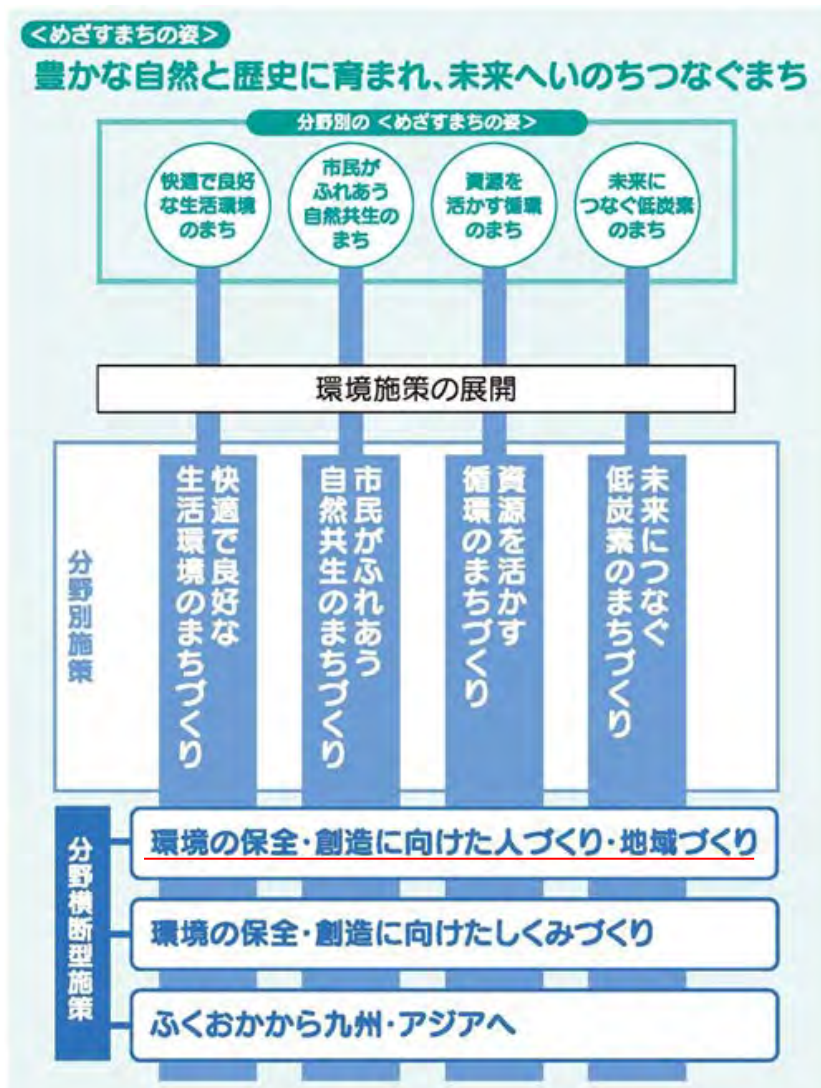 <めざすまちの姿>
豊かな自然と歴史に育まれ、未来へいのちつなぐまち
分野別の <めざすまちの姿>
快適で良好
な生活環境
のまち
市民が
ふれあう
自然共生の
まち
資源を
活かす循環
のまち
未来に
つなぐ低炭素
のまち
環境施策の展開
分野別施策
快適で良好な
生活環境のまちづくり
市民がふれあう
自然共生のまちづくり
資源を活かす
循環のまちづくり
未来につなぐ
低炭素のまちづくり
分野横断型施策
環境の保全・創造に向けた人づくり・地域づくり
環境の保全・創造に向けたしくみづくり
ふくおかから九州・アジアへ